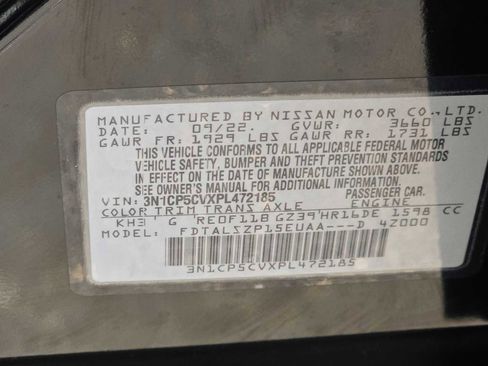 MANUFACTURED BY NISSAN MOTOR CO., LTD.
DATE: 09/22. GVWR: 3660 LBS
GAWR FR: 1929 LBS GAWR RR: 1731 LBS
THIS VEHICLE CONFORMS TO ALL APPLICABLE FEDERAL MOTOR
VEHICLE SAFETY, BUMPER AND THEFT PREVENTION STANDARDS
IN EFFECT ON THE DATE OF MANUFACTURE SHOWN ABOVE.
SEE OWNER'S MANUAL FOR ADDITIONAL INFORMATION.
VIN: 3N1CP5CVXPL472185 PASSENGER CAR.
COLOR TRIM TRANS AXLE ENGINE
KH3 G RE0F11B GZ39 HR16DE 1598 CC
MODEL: FDTALSZP15EUAA---D 4Z000
3N1CP5CVXPL472185